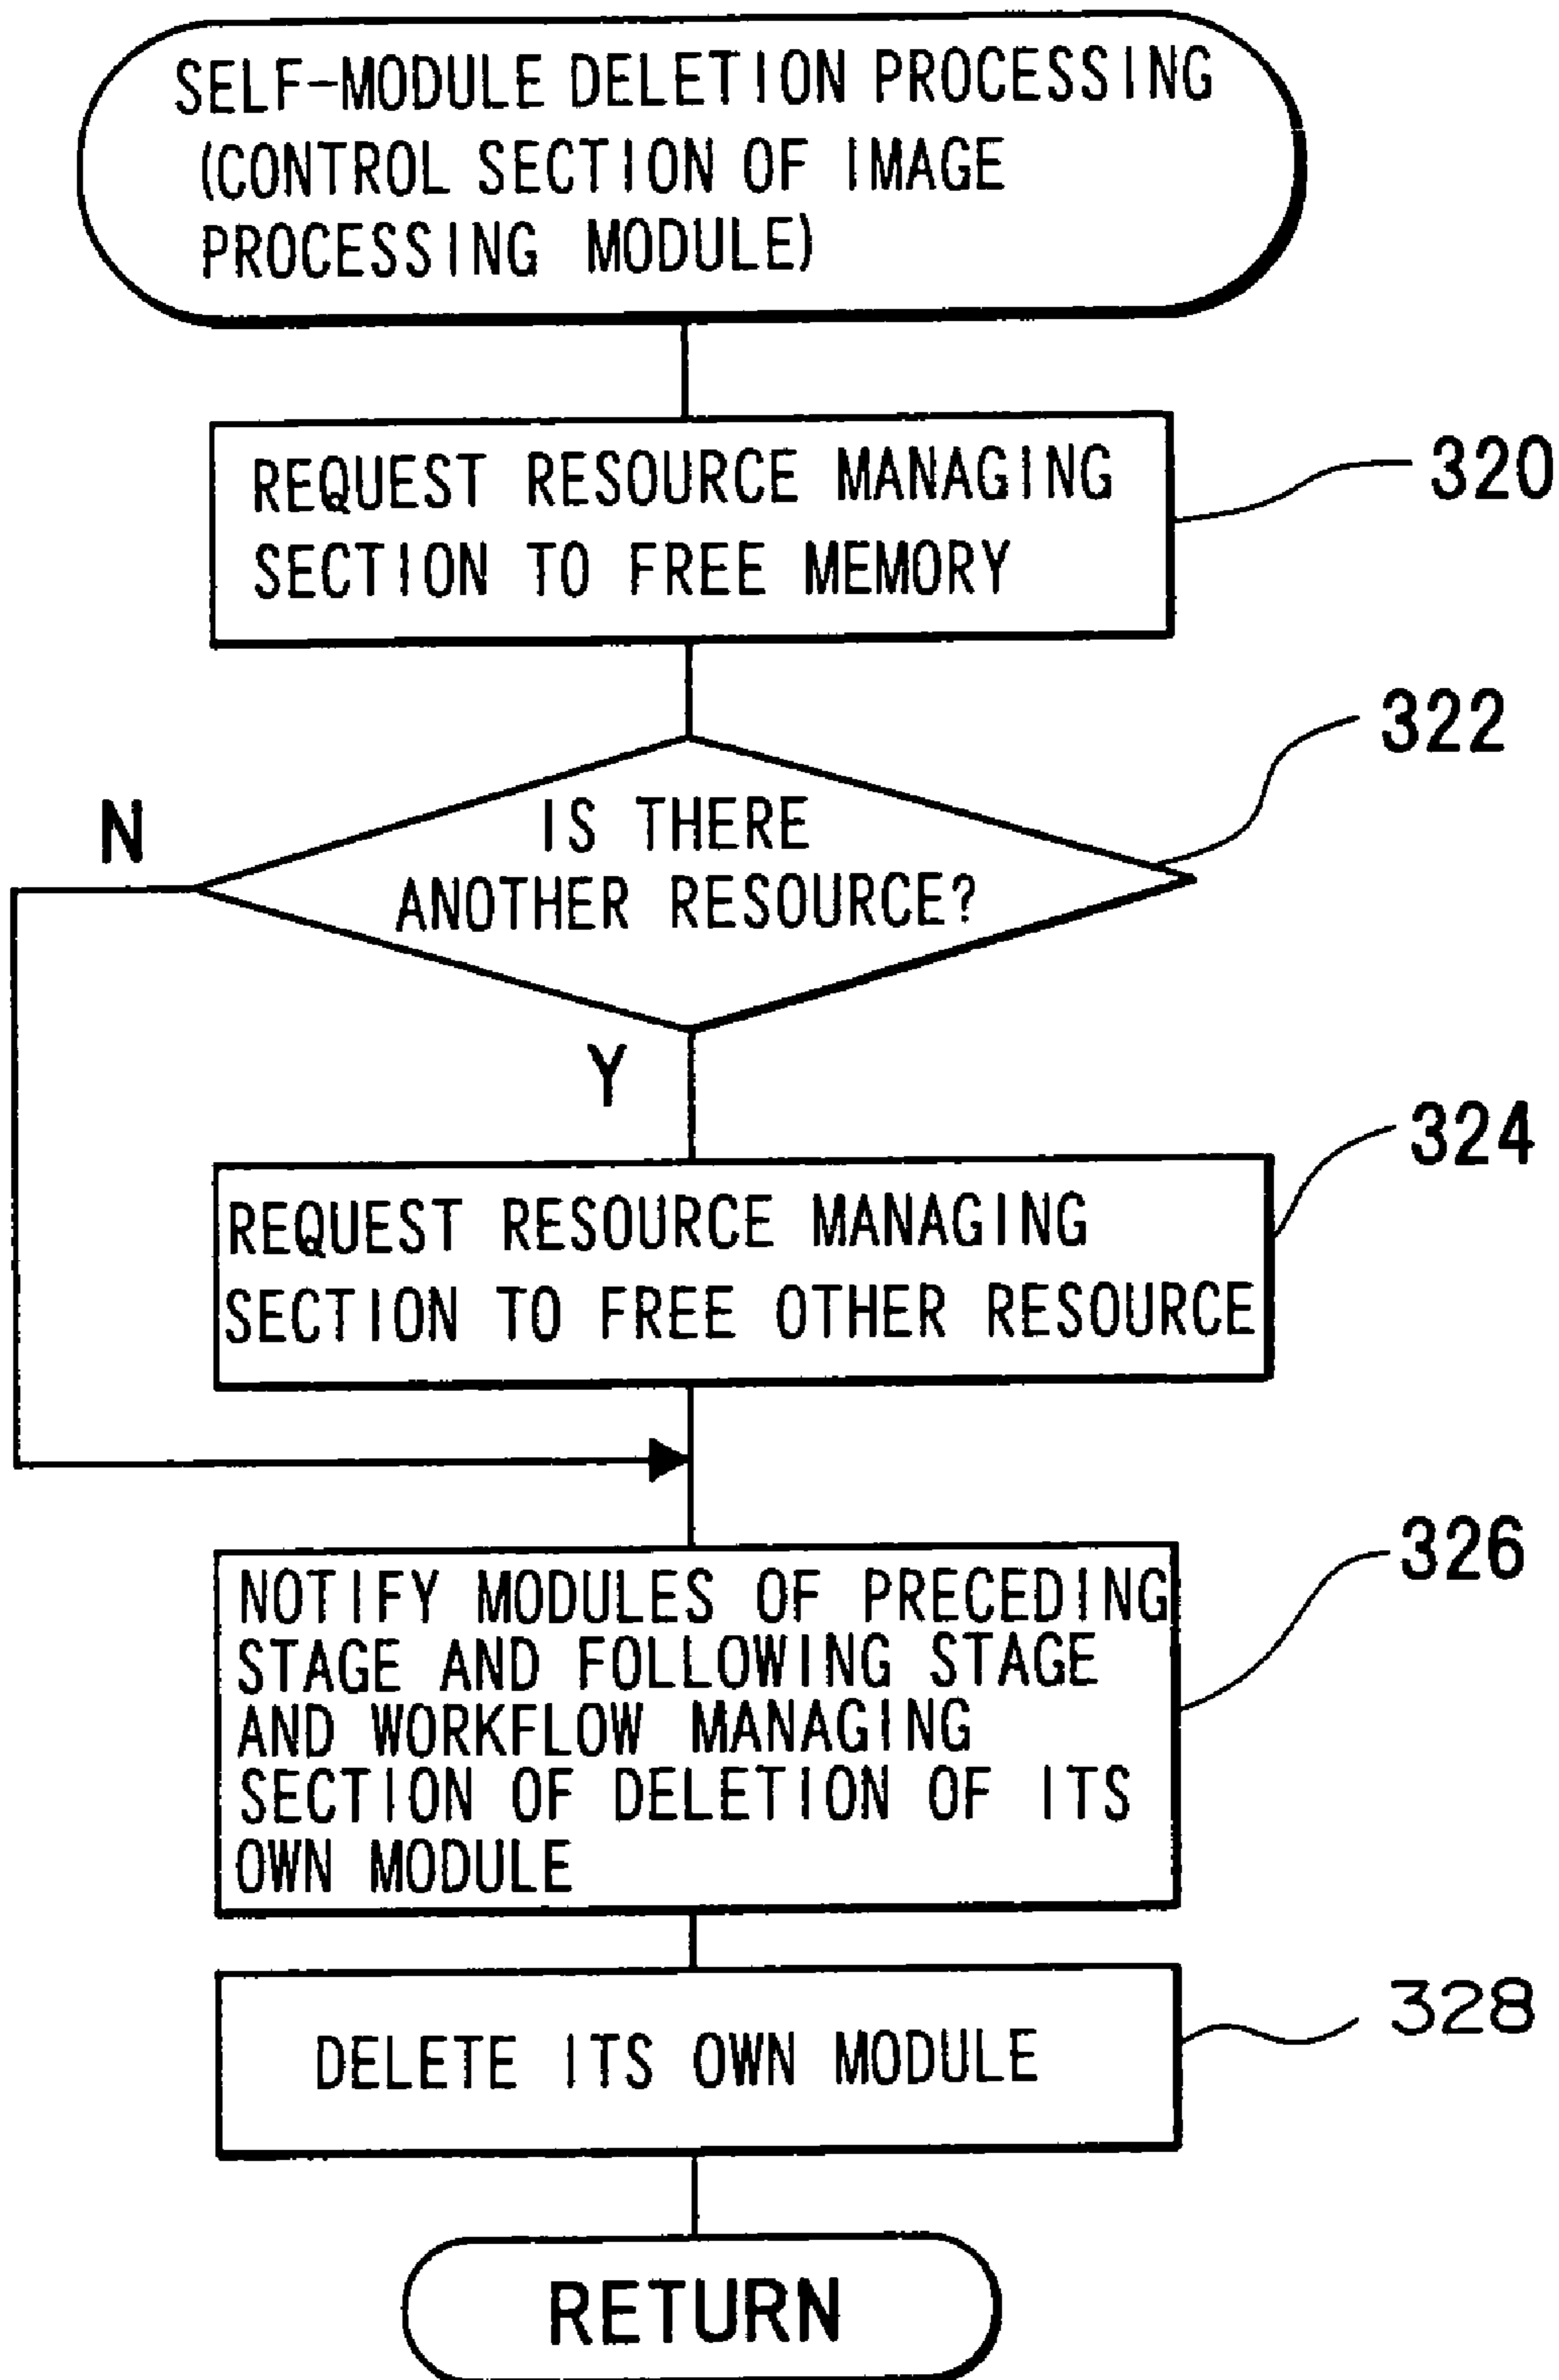 SELF-MODULE DELETION PROCESSING
(CONTROL SECTION OF IMAGE
PROCESSING MODULE)
REQUEST RESOURCE MANAGING
SECTION TO FREE MEMORY
320
IS THERE
ANOTHER RESOURCE?
322
N
Y
REQUEST RESOURCE MANAGING
SECTION TO FREE OTHER RESOURCE
324
NOTIFY MODULES OF PRECEDING
STAGE AND FOLLOWING STAGE
AND WORKFLOW MANAGING
SECTION OF DELETION OF ITS
OWN MODULE
326
DELETE ITS OWN MODULE
328
RETURN